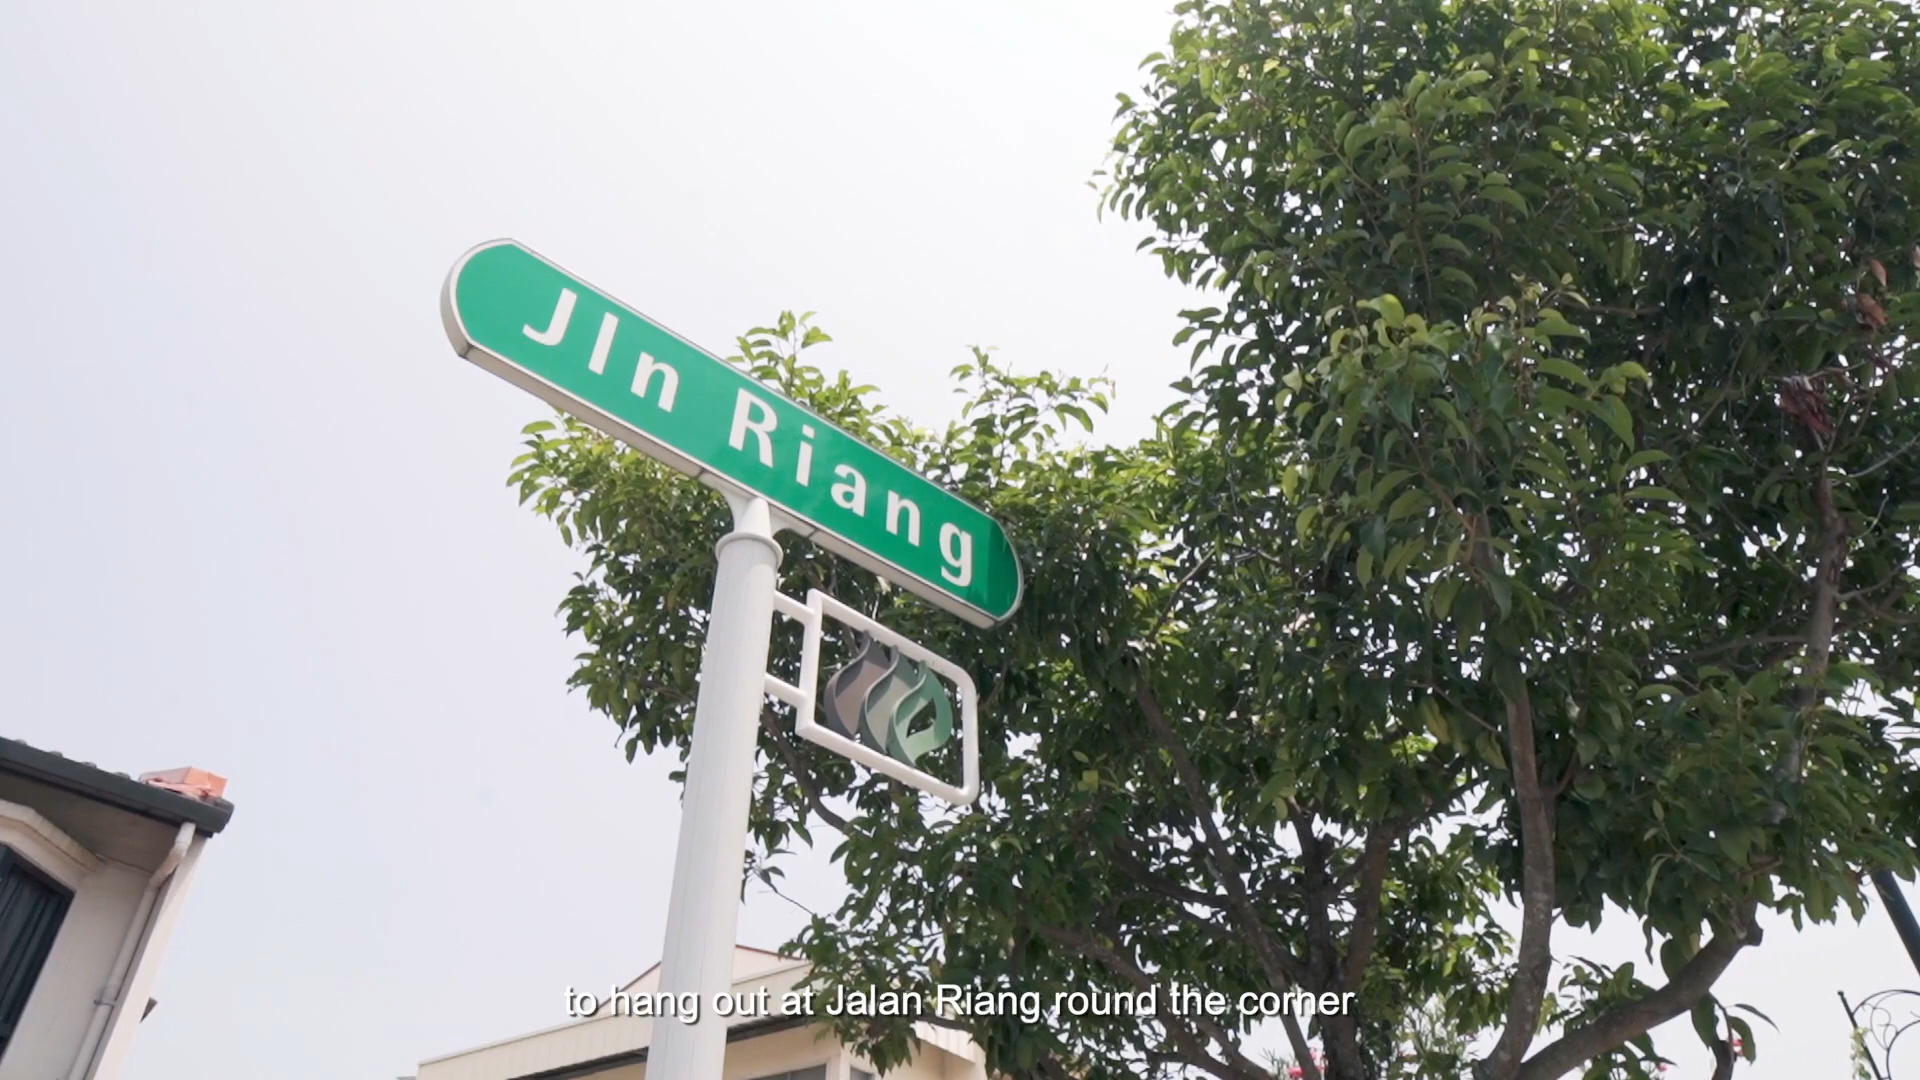 Jln Riang
to hang out at Jalan Riang round the corner